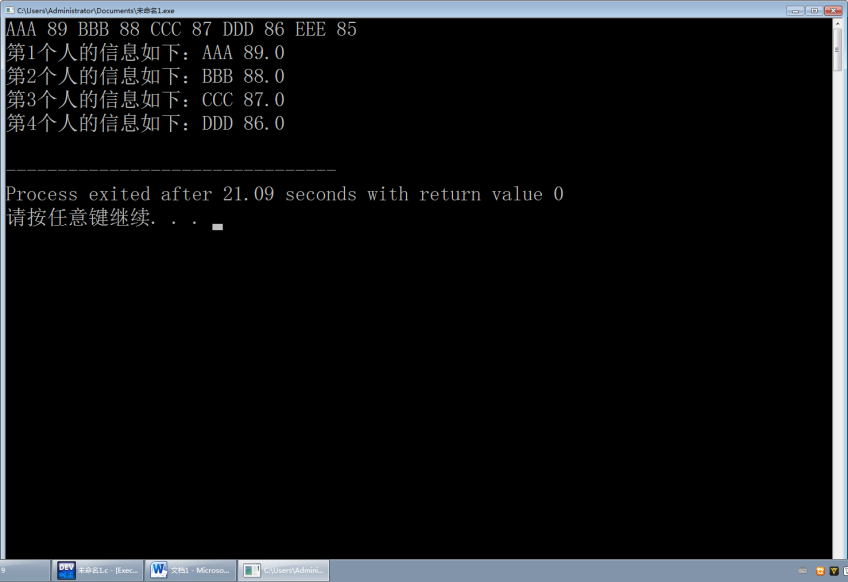 C:\Users\Administrator\Documents\未命名1.exe
AAA 89 BBB 88 CCC 87 DDD 86 EEE 85
第1个人的信息如下：AAA 89.0
第2个人的信息如下：BBB 88.0
第3个人的信息如下：CCC 87.0
第4个人的信息如下：DDD 86.0
--------------------------------
Process exited after 21.09 seconds with return value 0
请按任意键继续. . .
9
DEV 未命名1.c - [Exec...
W 文档1 - Microso...
C:\Users\Admini...